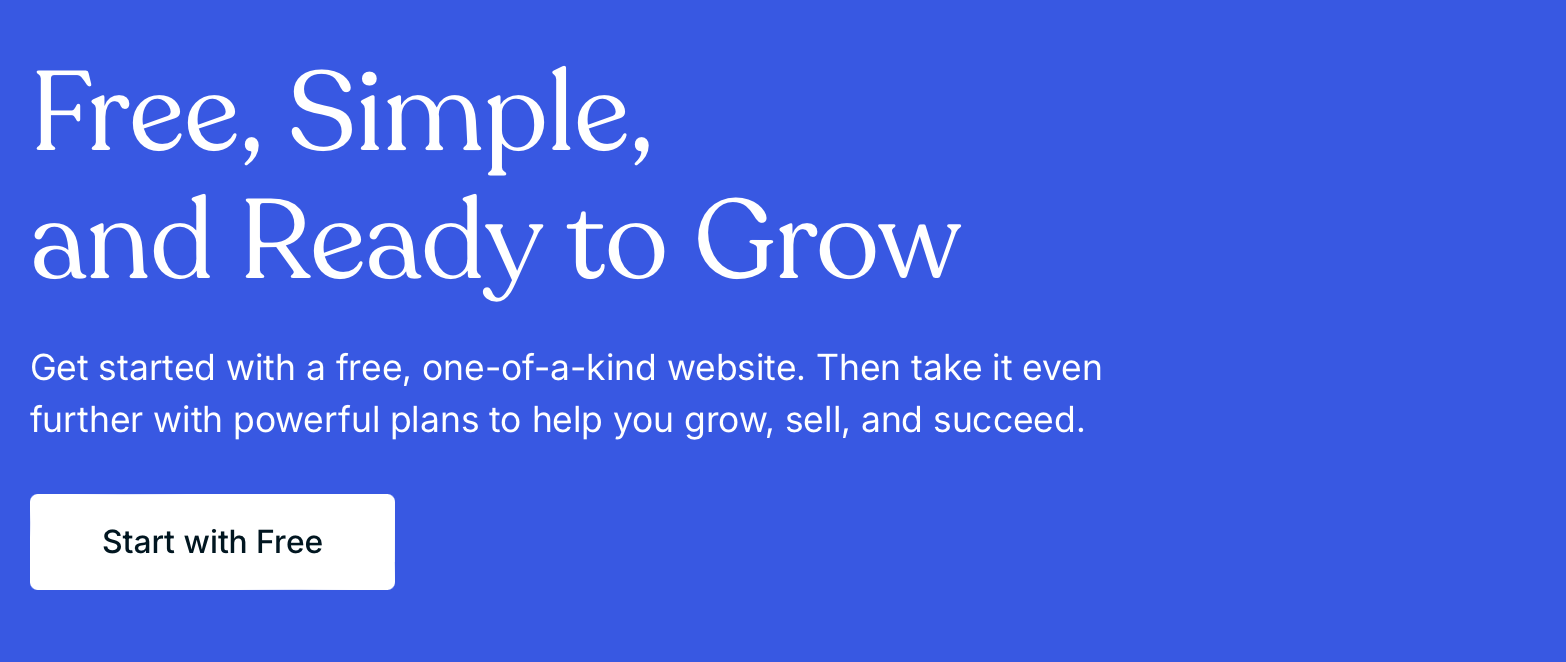 Free, Simple,
and Ready to Grow
Get started with a free, one-of-a-kind website. Then take it even
further with powerful plans to help you grow, sell, and succeed.
Start with Free